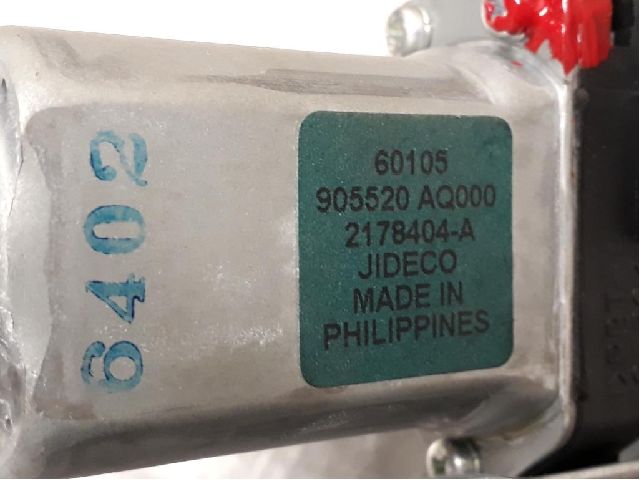 6402
60105
905520 AQ000
2178404-A
JIDECO
MADE IN
PHILIPPINES